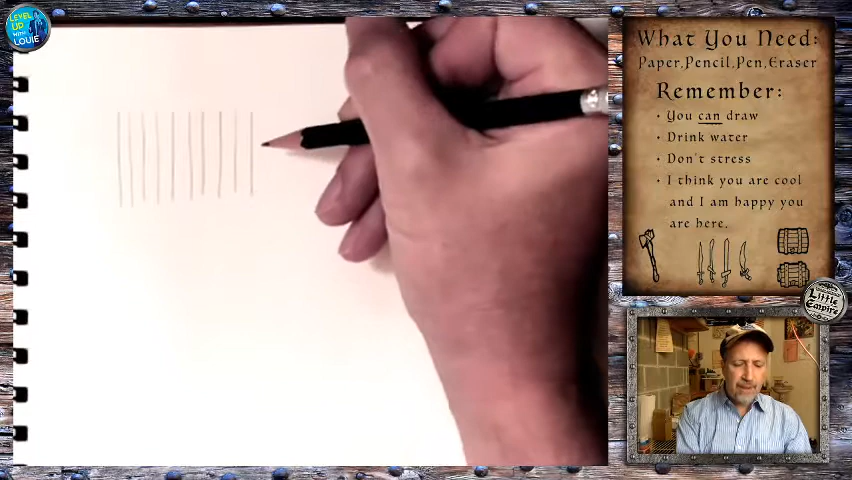 LEVEL
UP
WITH
LOUIE
What You Need:
Paper,Pencil,Pen,Eraser
Remember:
• You can draw
• Drink water
• Don't stress
• I think you are cool
and I am happy you
are here.
Little
Empire